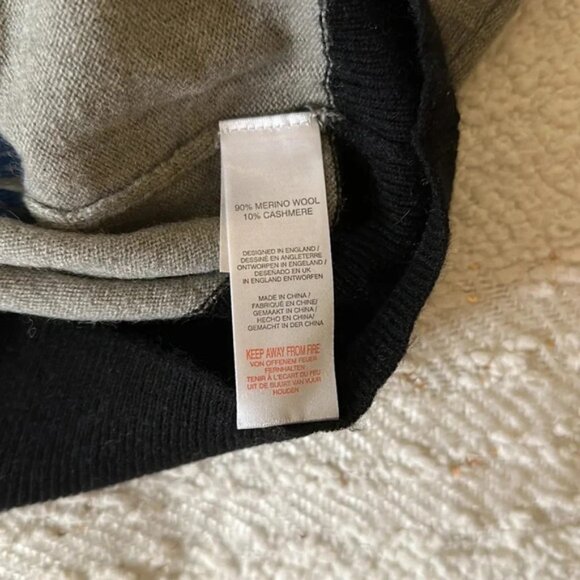 90% MERINO WOOL
10% CASHMERE
DESIGNED IN ENGLAND /
DESSINÉ EN ANGLETERRE
ONTWORPEN IN ENGELAND /
DESEÑADO EN UK
IN ENGLAND ENTWORFEN
MADE IN CHINA /
FABRIQUÉ EN CHINE/
GEMAAKT IN CHINA /
HECHO EN CHINA/
GEMACHT IN DER CHINA
KEEP AWAY FROM FIRE
VON OFFENEM FEUER
FERNHALTEN
TENIR À L'ÉCART DU FEU
UIT DE BUURT VAN VUUR
HOUDEN